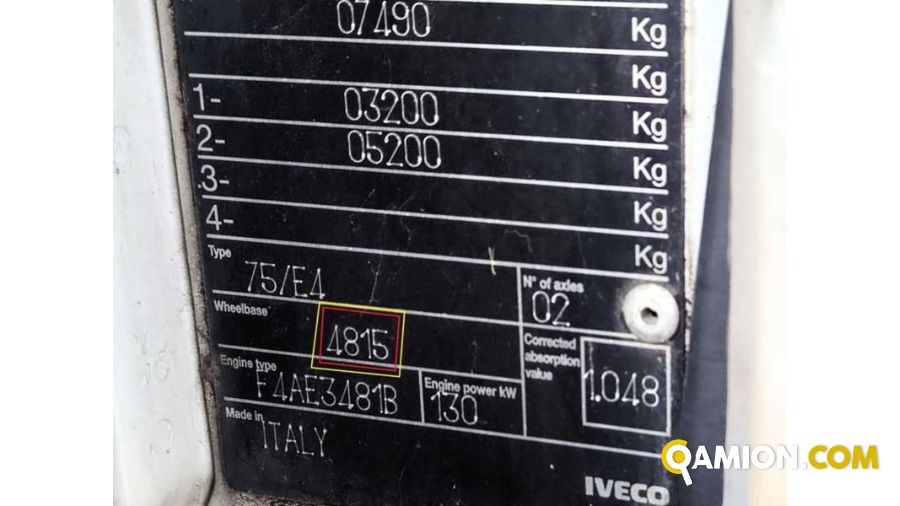 07490 Kg
Kg
1- 03200 Kg
2- 05200 Kg
3- Kg
4- Kg
Type
75/E4
N° of axles
02
Wheelbase
4815
Corrected absorption value
1.048
Engine type
F4AE3481B
Engine power kW
130
Made in
ITALY
IVECO
QAMION.COM